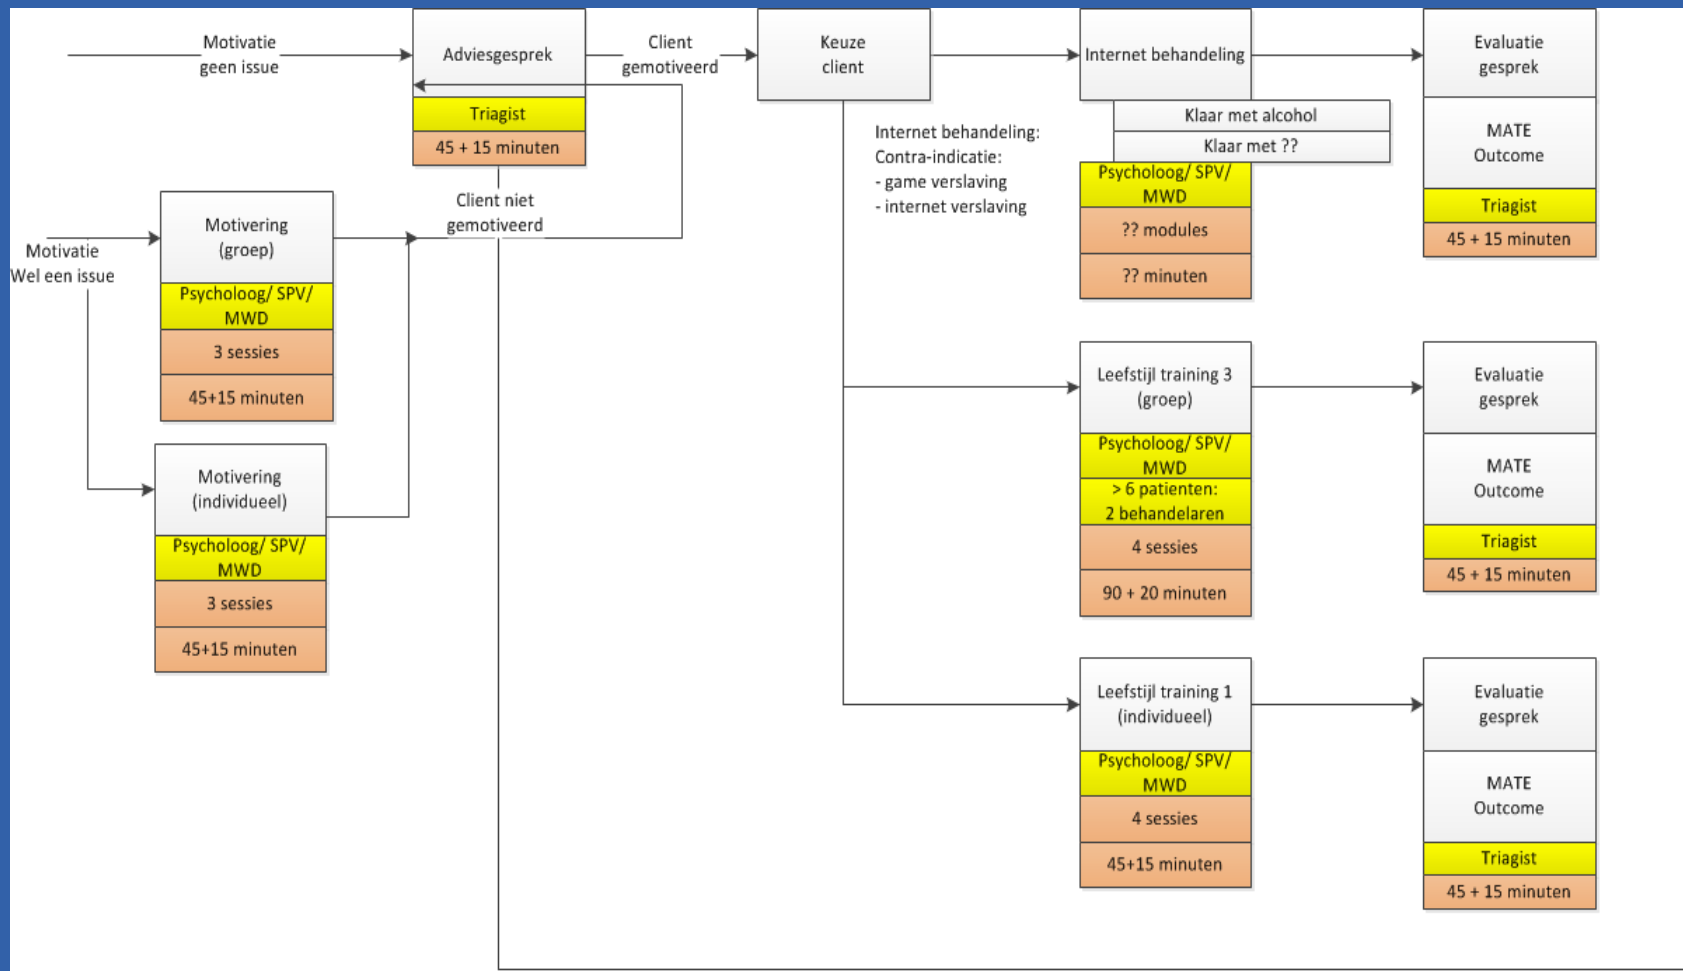 Motivatie
geen issue
Adviesgesprek
Triagist
45 + 15 minuten
Client
gemotiveerd
Client niet
gemotiveerd
Motivatie
Wel een issue
Motivering
(groep)
Psycholoog/ SPV/
MWD
3 sessies
45+15 minuten
Motivering
(individueel)
Psycholoog/ SPV/
MWD
3 sessies
45+15 minuten
Keuze
client
Internet behandeling:
Contra-indicatie:
- game verslaving
- internet verslaving
Internet behandeling
Klaar met alcohol
Klaar met ??
Psycholoog/ SPV/
MWD
?? modules
?? minuten
Evaluatie
gesprek
MATE
Outcome
Triagist
45 + 15 minuten
Leefstijl training 3
(groep)
Psycholoog/ SPV/
MWD
> 6 patienten:
2 behandelaren
4 sessies
90 + 20 minuten
Evaluatie
gesprek
MATE
Outcome
Triagist
45 + 15 minuten
Leefstijl training 1
(individueel)
Psycholoog/ SPV/
MWD
4 sessies
45+15 minuten
Evaluatie
gesprek
MATE
Outcome
Triagist
45 + 15 minuten